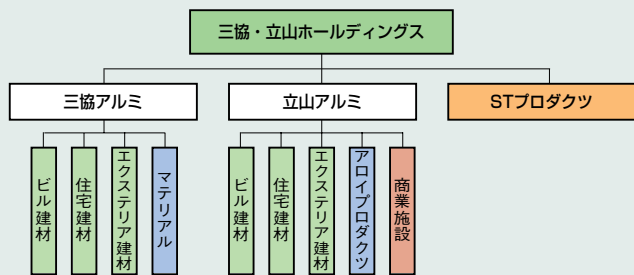 三協・立山ホールディングス
三協アルミ
立山アルミ
STプロダクツ
ビル建材
住宅建材
エクステリア建材
マテリアル
ビル建材
住宅建材
エクステリア建材
アロイプロダクツ
商業施設